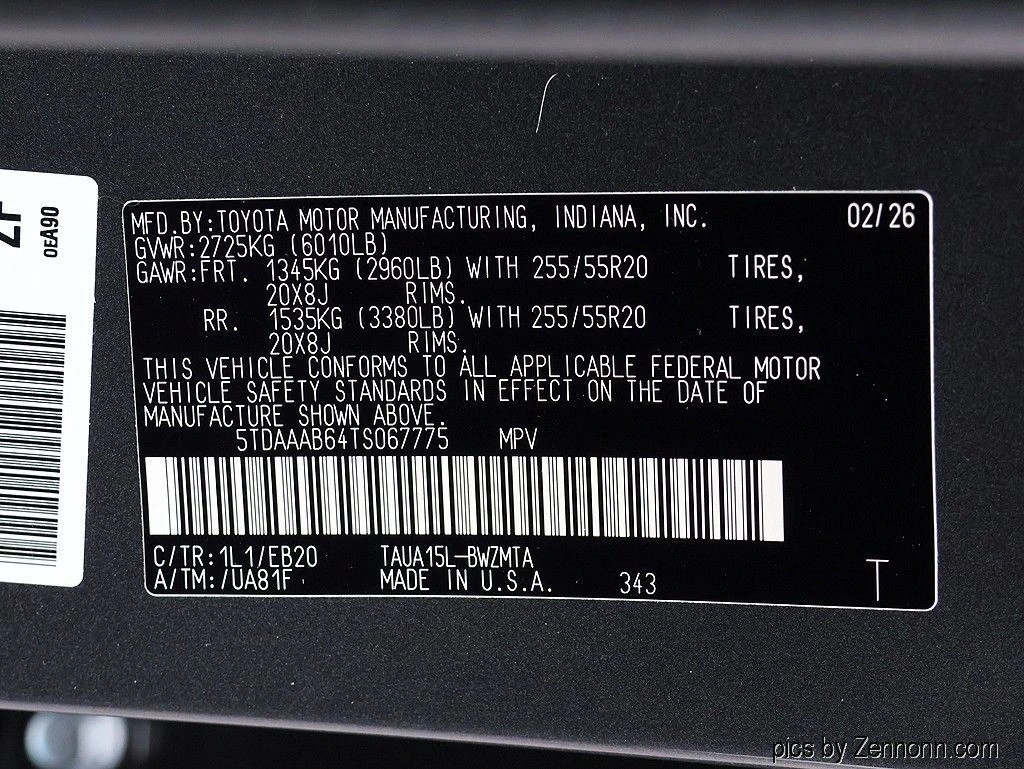 ZF
0EA90
MFD.BY:TOYOTA MOTOR MANUFACTURING, INDIANA, INC. 02/26
GVWR:2725KG (6010LB)
GAWR:FRT. 1345KG (2960LB) WITH 255/55R20 TIRES,
20X8J RIMS.
RR. 1535KG (3380LB) WITH 255/55R20 TIRES,
20X8J RIMS.
THIS VEHICLE CONFORMS TO ALL APPLICABLE FEDERAL MOTOR
VEHICLE SAFETY STANDARDS IN EFFECT ON THE DATE OF
MANUFACTURE SHOWN ABOVE.
5TDAAAB64TS067775 MPV
C/TR:1L1/EB20 TAUA15L-BWZMTA
A/TM:/UA81F MADE IN U.S.A. 343 T
pics by Zennonn.com